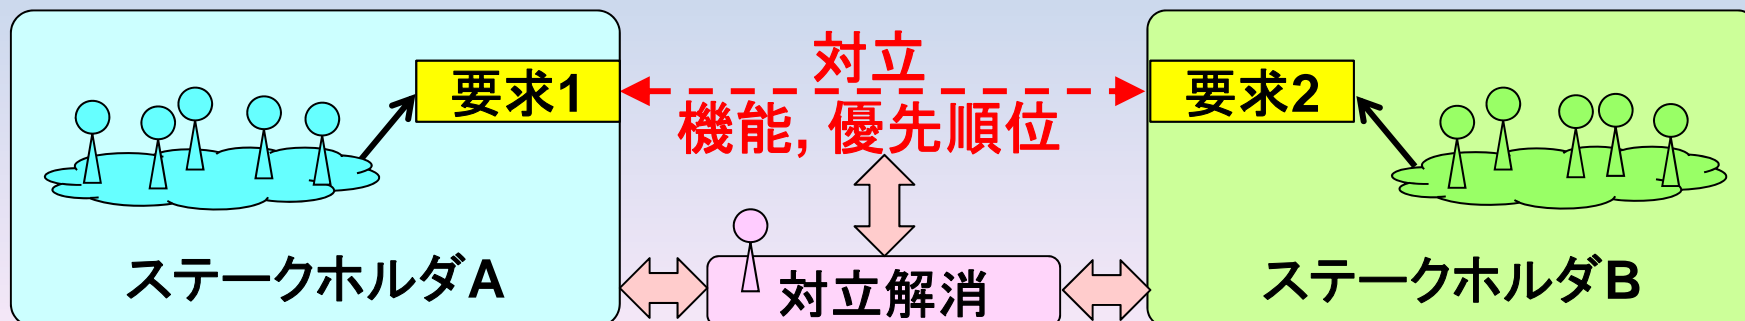 要求1
対立
機能, 優先順位
要求2
ステークホルダA
対立解消
ステークホルダB